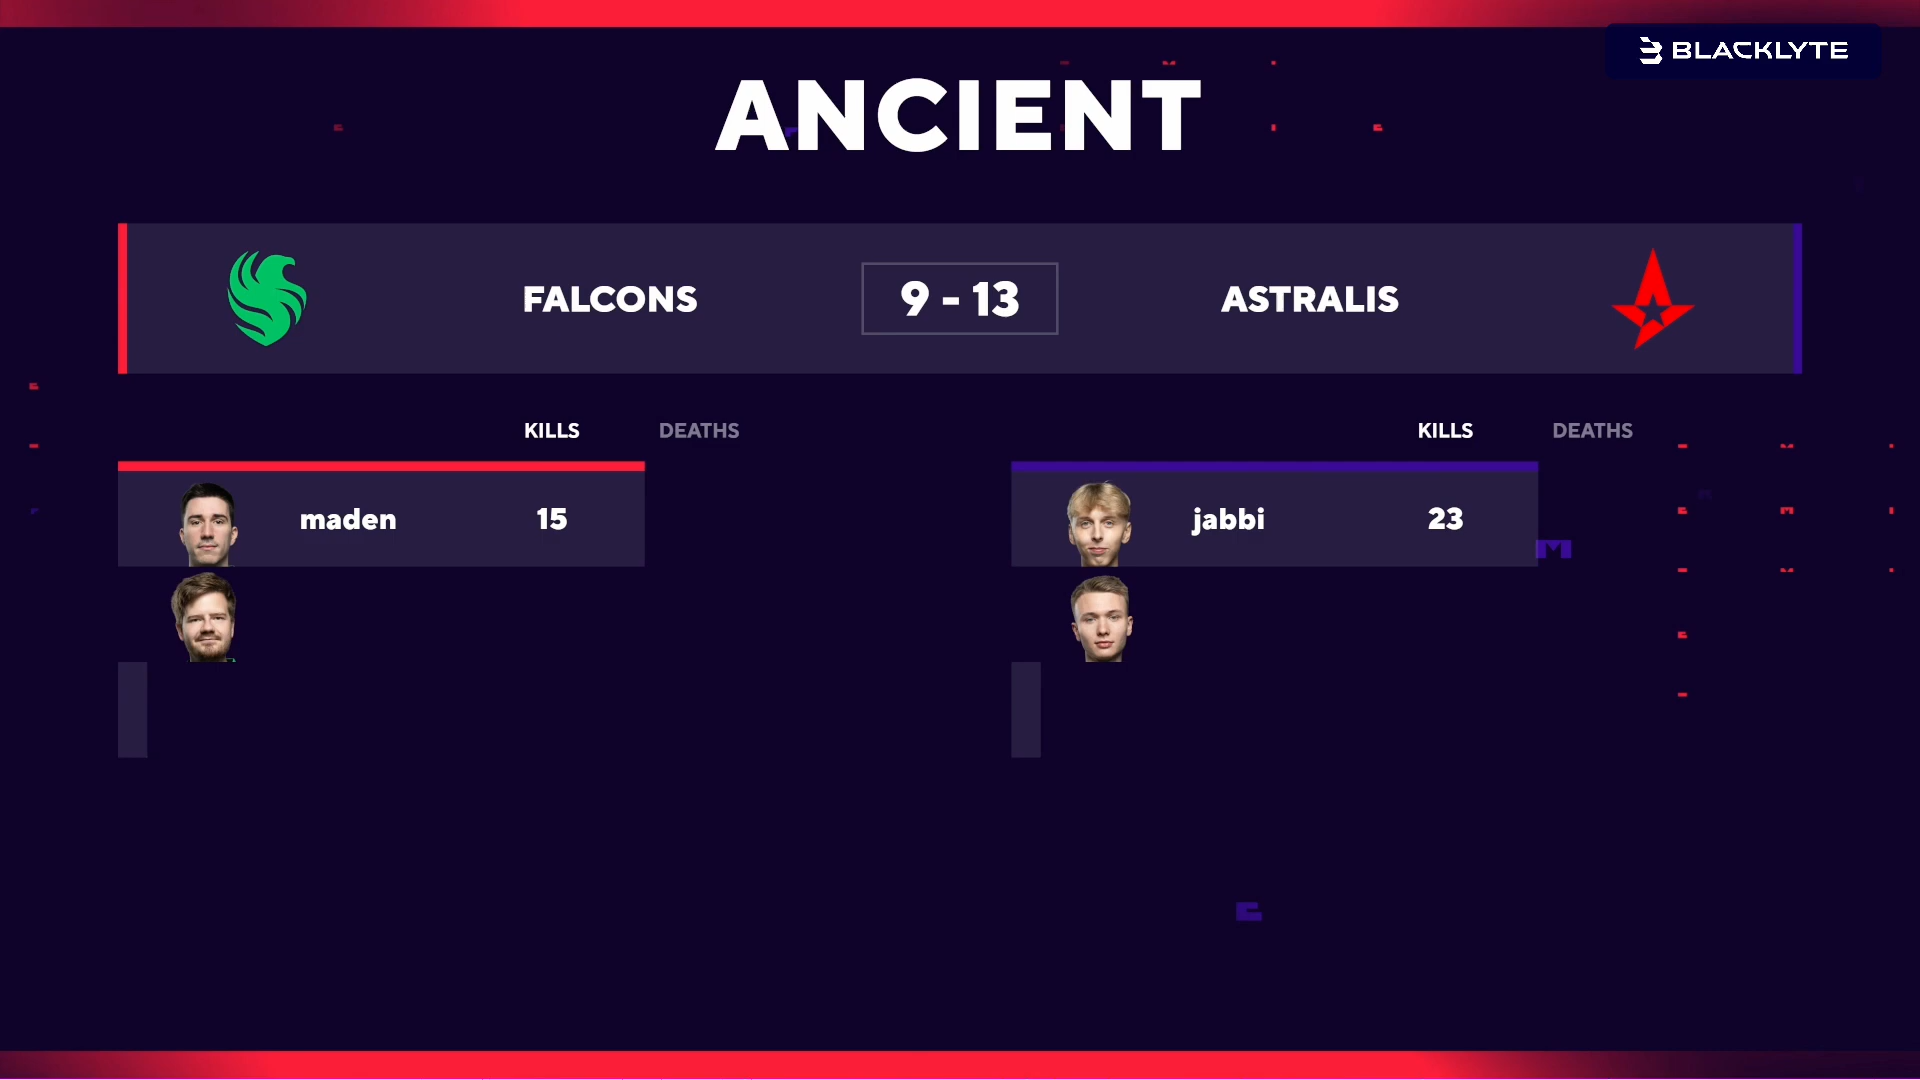 BLACKLYTE
ANCIENT
FALCONS 9 - 13 ASTRALIS
KILLS DEATHS KILLS DEATHS
maden 15 jabbi 23